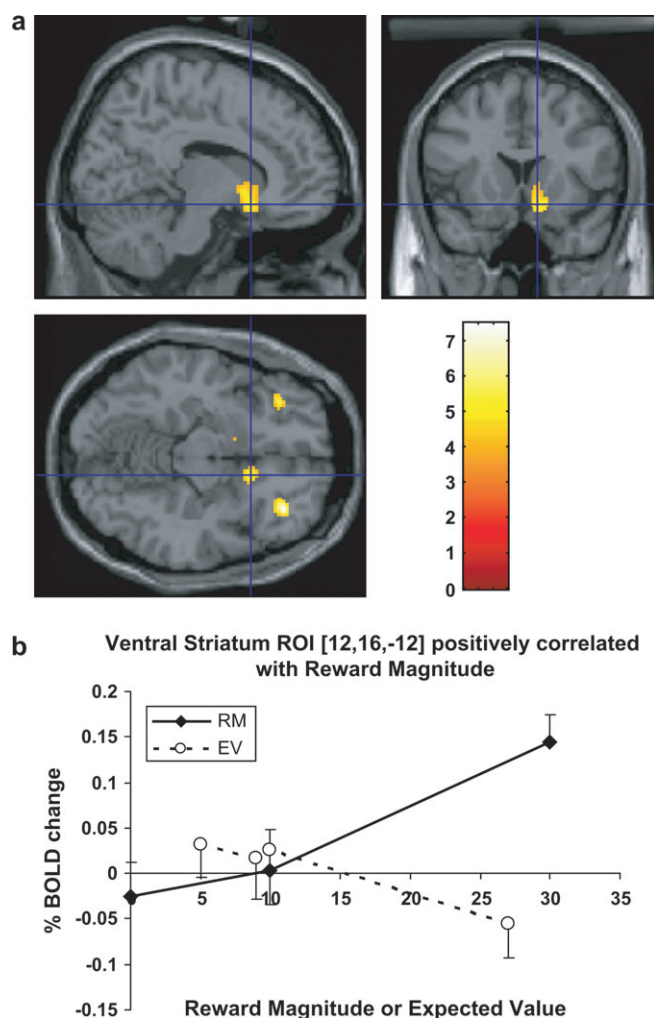 a
7
6
5
4
3
2
1
0
b
Ventral Striatum ROI [12,16,-12] positively correlated
with Reward Magnitude
0.2
0.15
0.1
0.05
0
-0.05
-0.1
-0.15
% BOLD change
RM
EV
5 10 15 20 25 30 35
Reward Magnitude or Expected Value